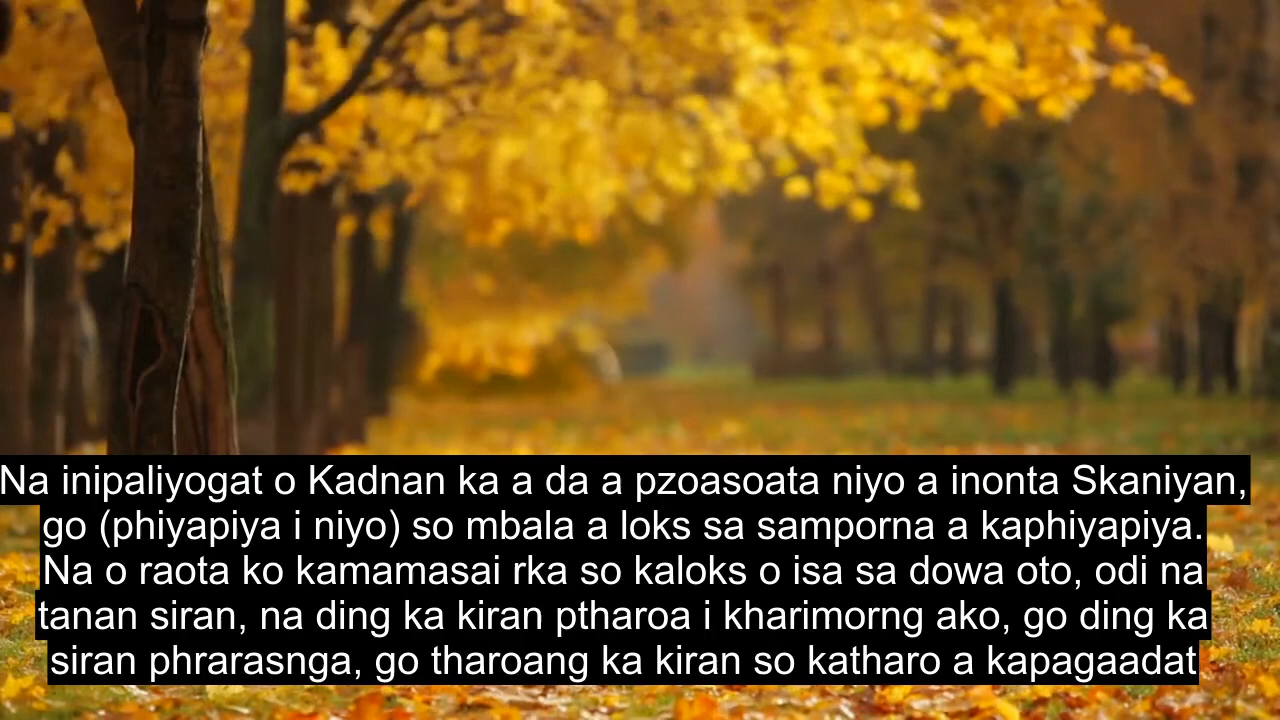 Na inipaliyogat o Kadnan ka a da a pzoasoata niyo a inonta Skaniyan,
go (phiyapiya i niyo) so mbala a loks sa samporna a kaphiyapiya.
Na o raota ko kamamasai rka so kaloks o isa sa dowa oto, odi na
tanan siran, na ding ka kiran ptharoa i kharimorng ako, go ding ka
siran phrarasnga, go tharoang ka kiran so katharo a kapagaadat